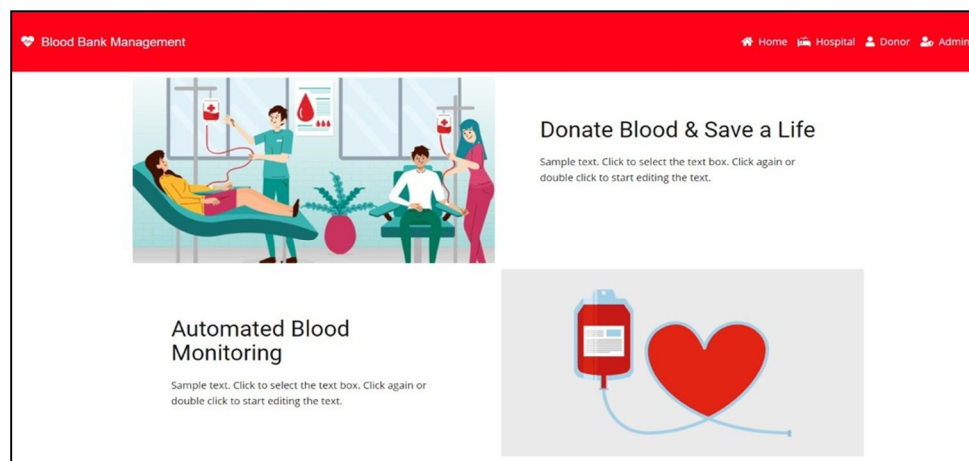 Blood Bank Management
Home Hospital Donor Admin
Donate Blood & Save a Life
Sample text. Click to select the text box. Click again or
double click to start editing the text.
Automated Blood
Monitoring
Sample text. Click to select the text box. Click again or
double click to start editing the text.